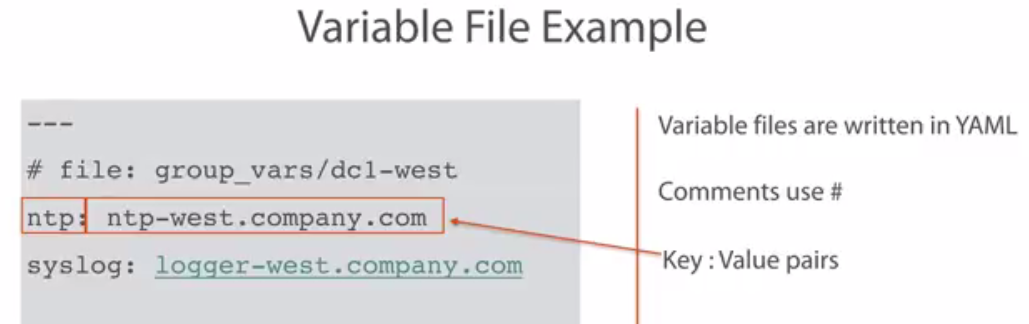 Variable File Example
---
# file: group_vars/dc1-west
ntp: ntp-west.company.com
syslog: logger-west.company.com
Variable files are written in YAML
Comments use #
Key : Value pairs